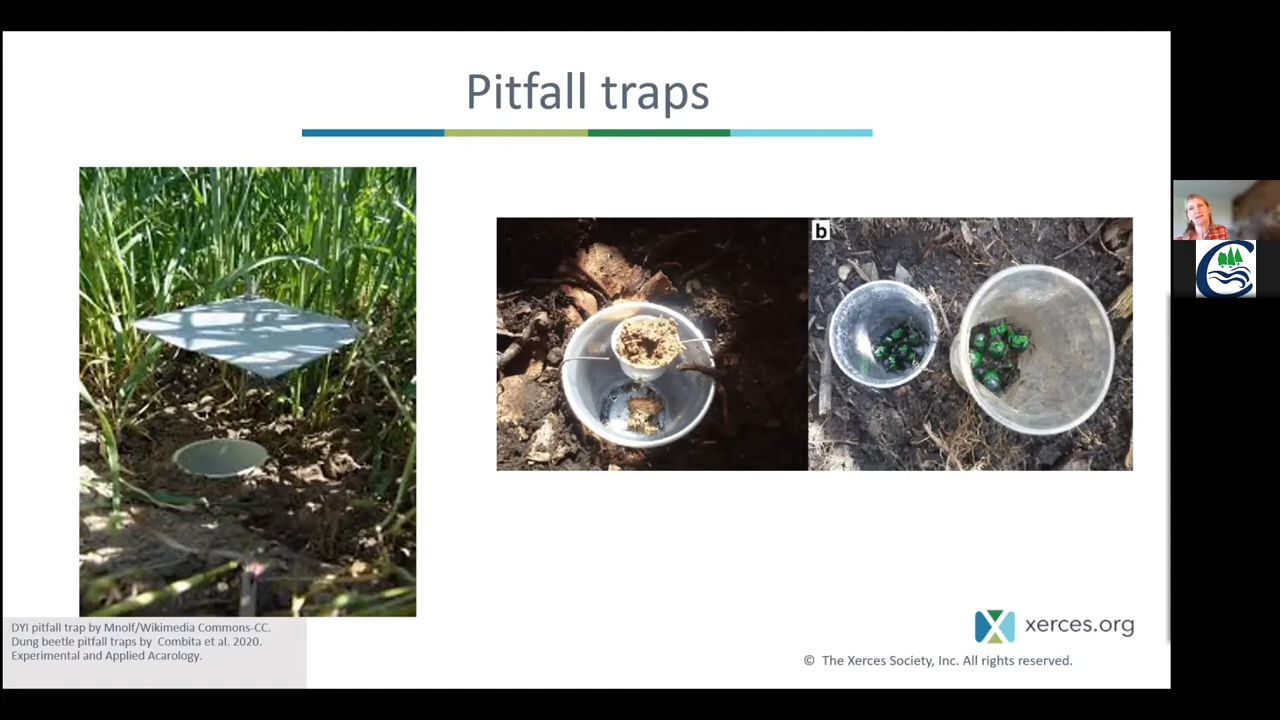 Pitfall traps
b
DYI pitfall trap by Mnolf/Wikimedia Commons-CC.
Dung beetle pitfall traps by Combita et al. 2020.
Experimental and Applied Acarology.
xerces.org
© The Xerces Society, Inc. All rights reserved.